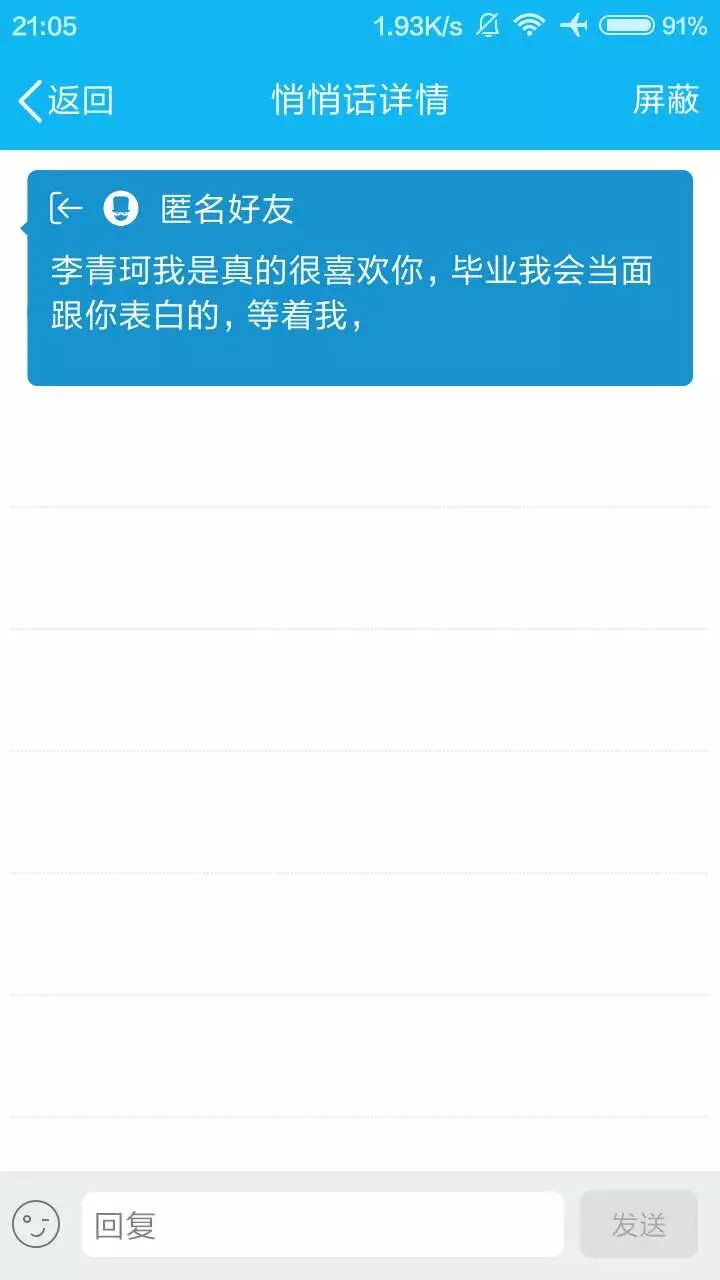 21:05 1.93K/s 91%
返回 悄悄话详情 屏蔽
匿名好友
李青珂我是真的很喜欢你,毕业我会当面
跟你表白的,等着我,
回复 发送